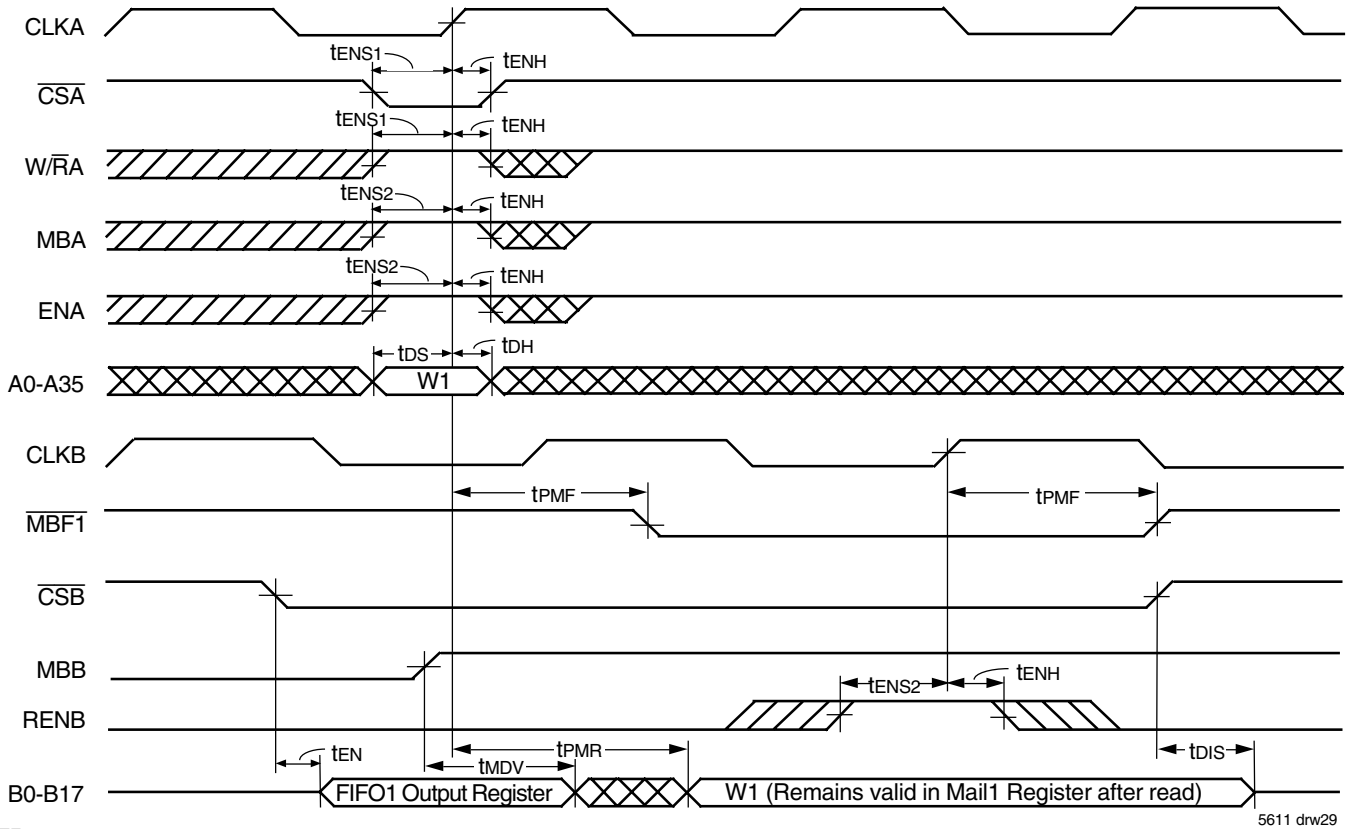 CLKA
tENS1
tENH
CSA
tENS1
tENH
W/RA
tENS2
tENH
MBA
tENS2
tENH
ENA
tDS
tDH
A0-A35
W1
CLKB
tPMF
tPMF
MBF1
CSB
MBB
tENS2
tENH
RENB
tEN
tPMR
tDIS
tMDV
B0-B17
FIFO1 Output Register
W1 (Remains valid in Mail1 Register after read)
5611 drw29